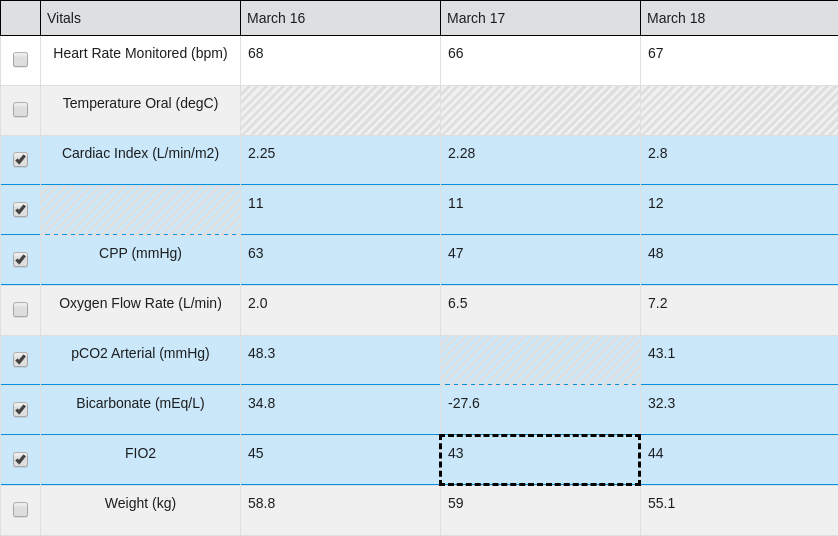 Vitals March 16 March 17 March 18
Heart Rate Monitored (bpm) 68 66 67
Temperature Oral (degC)
Cardiac Index (L/min/m2) 2.25 2.28 2.8
11 11 12
CPP (mmHg) 63 47 48
Oxygen Flow Rate (L/min) 2.0 6.5 7.2
pCO2 Arterial (mmHg) 48.3 43.1
Bicarbonate (mEq/L) 34.8 -27.6 32.3
FIO2 45 43 44
Weight (kg) 58.8 59 55.1